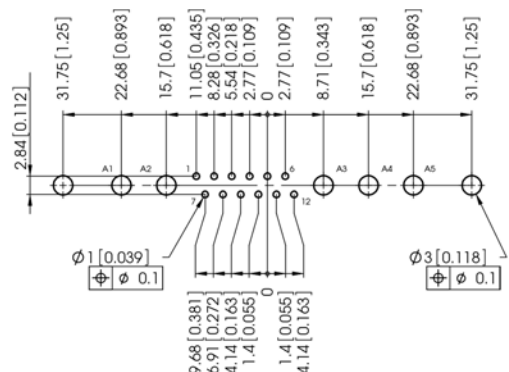 31.75 [1.25]
22.68 [0.893]
15.7 [0.618]
11.05 [0.435]
8.28 [0.326]
5.54 [0.218]
2.77 [0.109]
0
2.77 [0.109]
8.71 [0.343]
15.7 [0.618]
22.68 [0.893]
31.75 [1.25]
2.84 [0.112]
A1
A2
1
6
A3
A4
A5
7
12
Ø1 [0.039]
⌖ Ø 0.1
Ø3 [0.118]
⌖ Ø 0.1
9.68 [0.381]
6.91 [0.272]
4.14 [0.163]
1.4 [0.055]
0
1.4 [0.055]
4.14 [0.163]